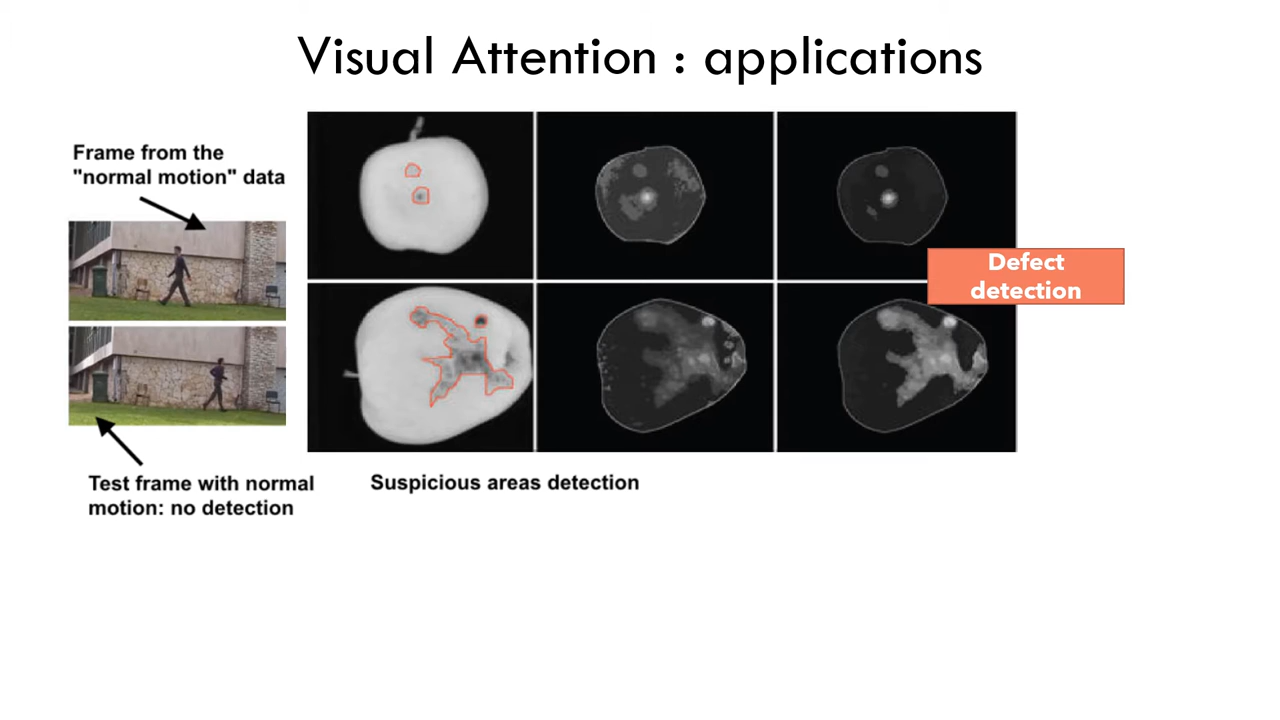 Visual Attention : applications
Frame from the
"normal motion" data
Defect
detection
Test frame with normal
motion: no detection
Suspicious areas detection